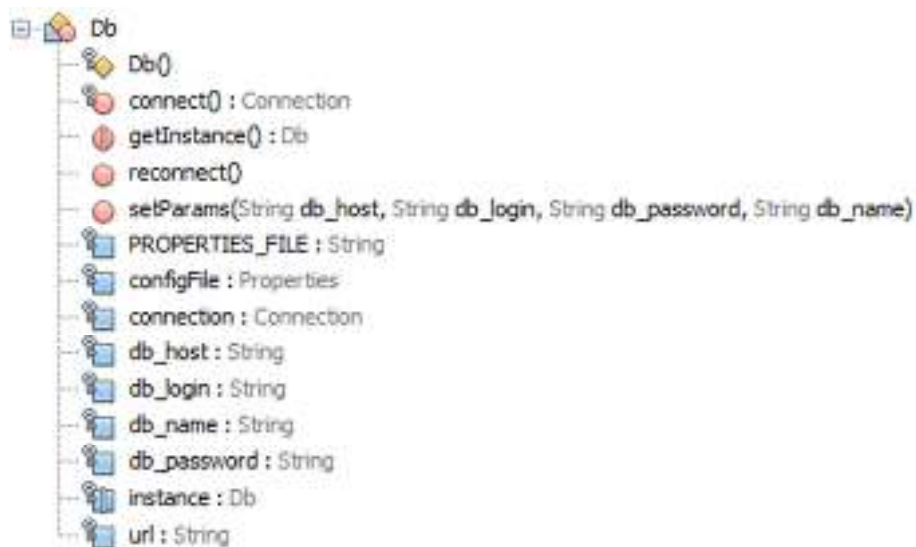 Db
Db()
connect() : Connection
getInstance() : Db
reconnect()
setParams(String db_host, String db_login, String db_password, String db_name)
PROPERTIES_FILE : String
configFile : Properties
connection : Connection
db_host : String
db_login : String
db_name : String
db_password : String
instance : Db
url : String